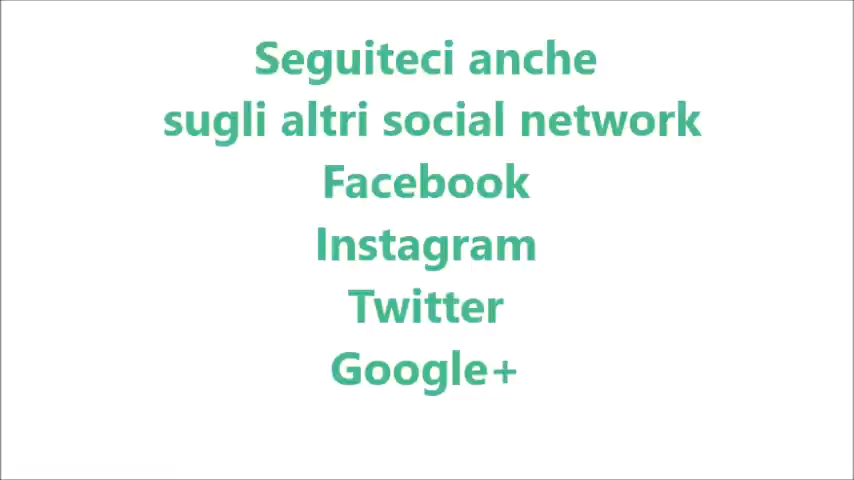 Seguiteci anche
sugli altri social network
Facebook
Instagram
Twitter
Google+